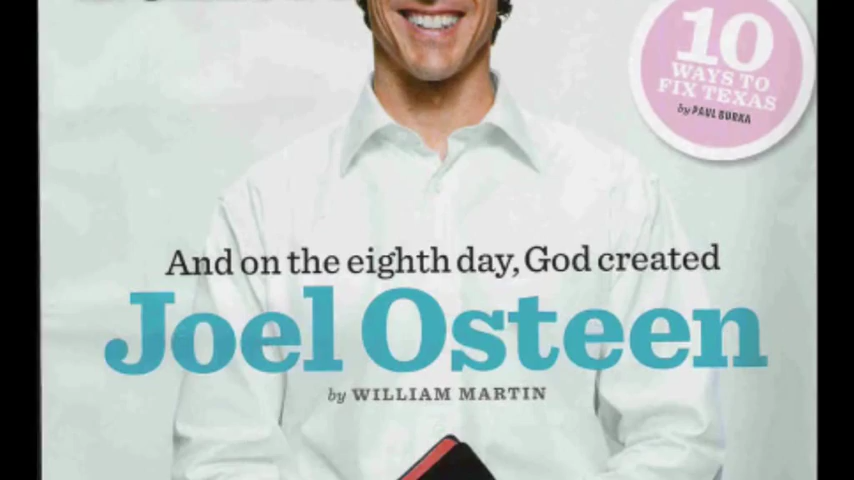 10
WAYS TO
FIX TEXAS
by PAUL BURKA
And on the eighth day, God created
Joel Osteen
by WILLIAM MARTIN